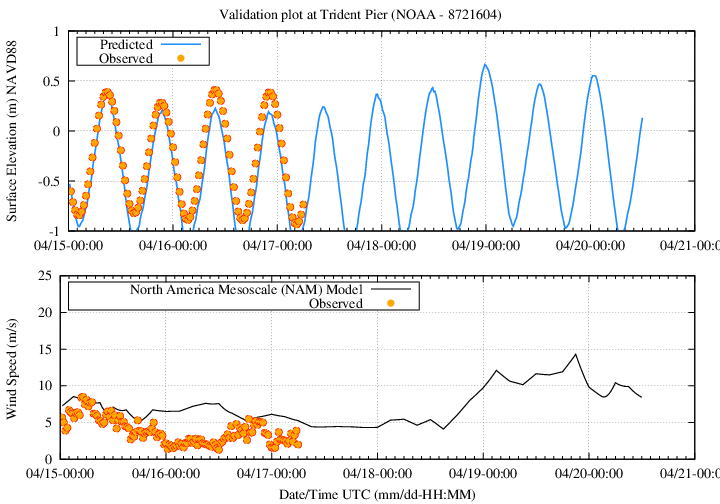 Validation plot at Trident Pier (NOAA - 8721604)
Surface Elevation (m) NAVD88
Predicted
Observed
1
0.5
0
-0.5
-1
04/15-00:00 04/16-00:00 04/17-00:00 04/18-00:00 04/19-00:00 04/20-00:00 04/21-0
Wind Speed (m/s)
North America Mesoscale (NAM) Model
Observed
25
20
15
10
5
0
04/15-00:00 04/16-00:00 04/17-00:00 04/18-00:00 04/19-00:00 04/20-00:00 04/21-0
Date/Time UTC (mm/dd-HH:MM)